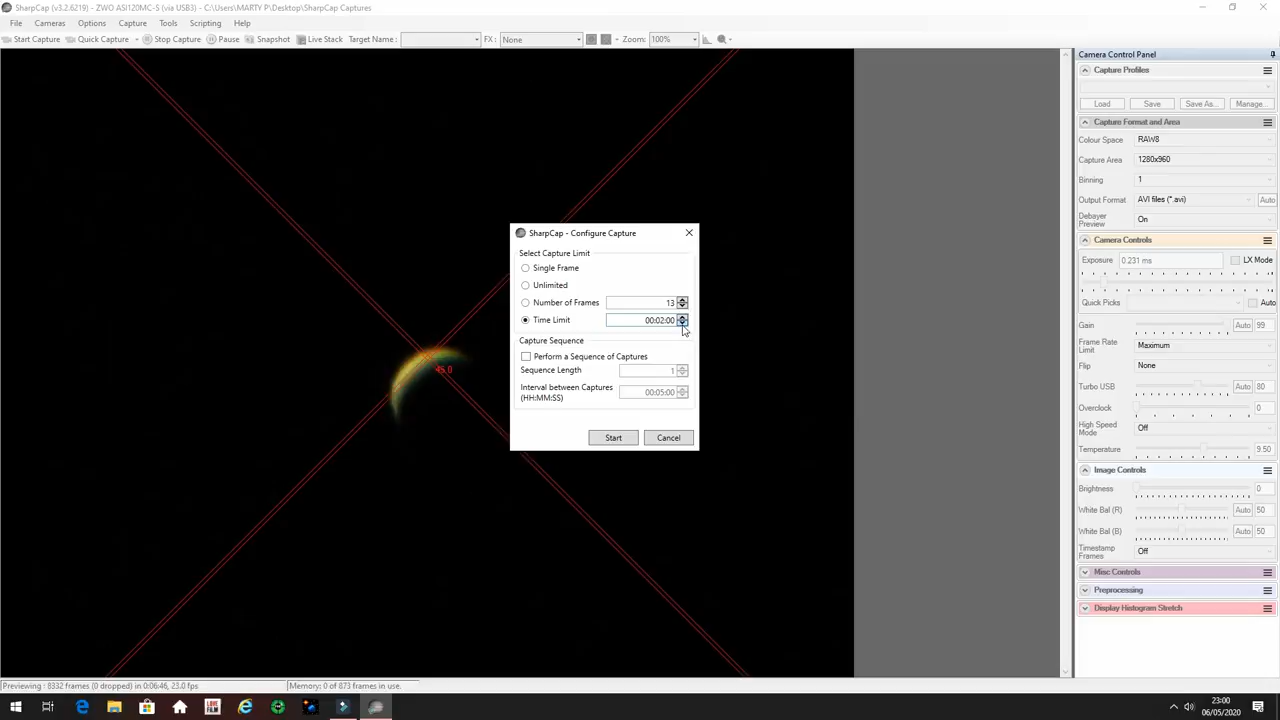 SharpCap (v3.2.6219) - ZWO ASI120MC-S (via USB3) - C:\Users\MARTY P\Desktop\SharpCap Captures
File Cameras Options Capture Tools Scripting Help
Start Capture Quick Capture Stop Capture Pause Snapshot Live Stack Target Name: FX: None Zoom: 100%
Camera Control Panel
Capture Profiles
Load Save Save As... Manage...
Capture Format and Area
Colour Space RAW8
Capture Area 1280x960
Binning 1
Output Format AVI files (*.avi) Auto
Debayer
Preview On
Camera Controls
Exposure 0.231 ms LX Mode
Quick Picks Auto
Gain Auto 99
Frame Rate
Limit Maximum
Flip None
Turbo USB Auto 80
Overclock 0
High Speed
Mode Off
Temperature 9.50
Image Controls
Brightness 0
White Bal (R) Auto 50
White Bal (B) Auto 50
Timestamp
Frames Off
Misc Controls
Preprocessing
Display Histogram Stretch
SharpCap - Configure Capture
Select Capture Limit
Single Frame
Unlimited
Number of Frames 13
Time Limit 00:02:00
Capture Sequence
Perform a Sequence of Captures
Sequence Length 1
Interval between Captures
(HH:MM:SS) 00:05:00
Start Cancel
45.0
Previewing : 8332 frames (0 dropped) in 0:06:46, 23.0 fps Memory: 0 of 873 frames in use.
LOVE
FILM
23:00
06/05/2020